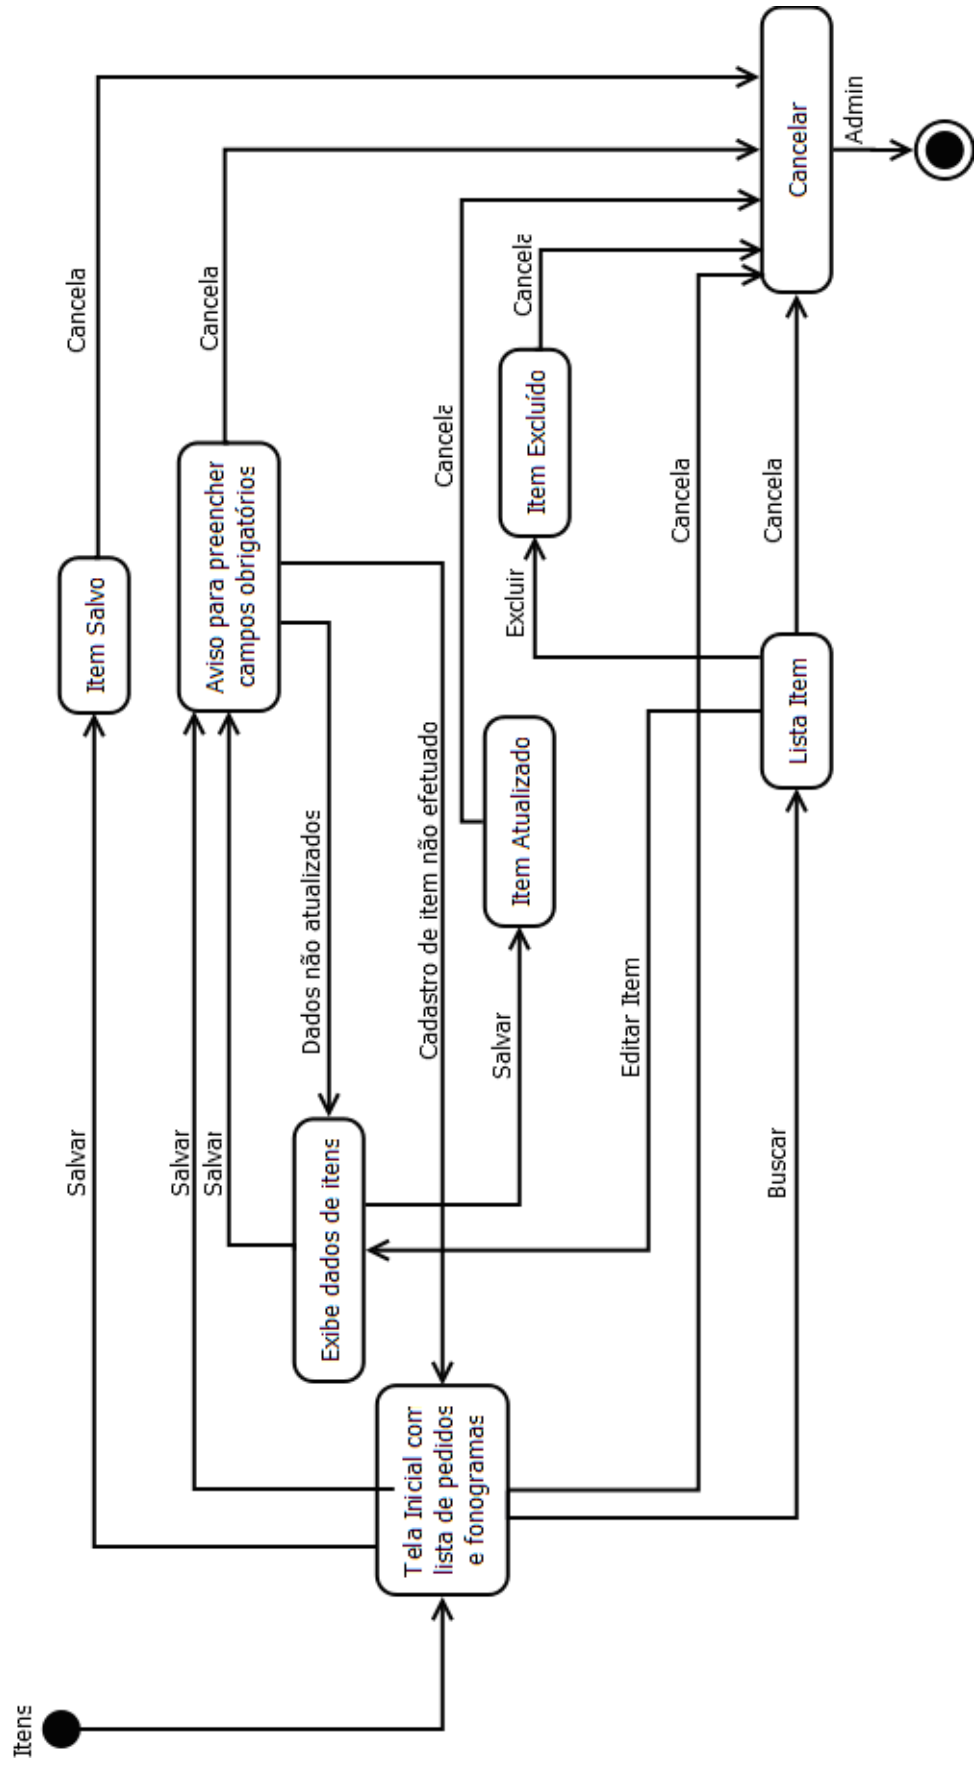 Itens
Salvar
Cancela
Item Salvo
Salvar
Salvar
Cancela
Aviso para preencher
campos obrigatórios
Dados não atualizados
Exibe dados de itens
Cadastro de item não efetuado
Cancela
Tela Inicial com
lista de pedidos
e fonogramas
Salvar
Item Atualizado
Excluir
Cancela
Item Excluído
Editar Item
Cancela
Buscar
Cancela
Lista Item
Cancelar
Admin